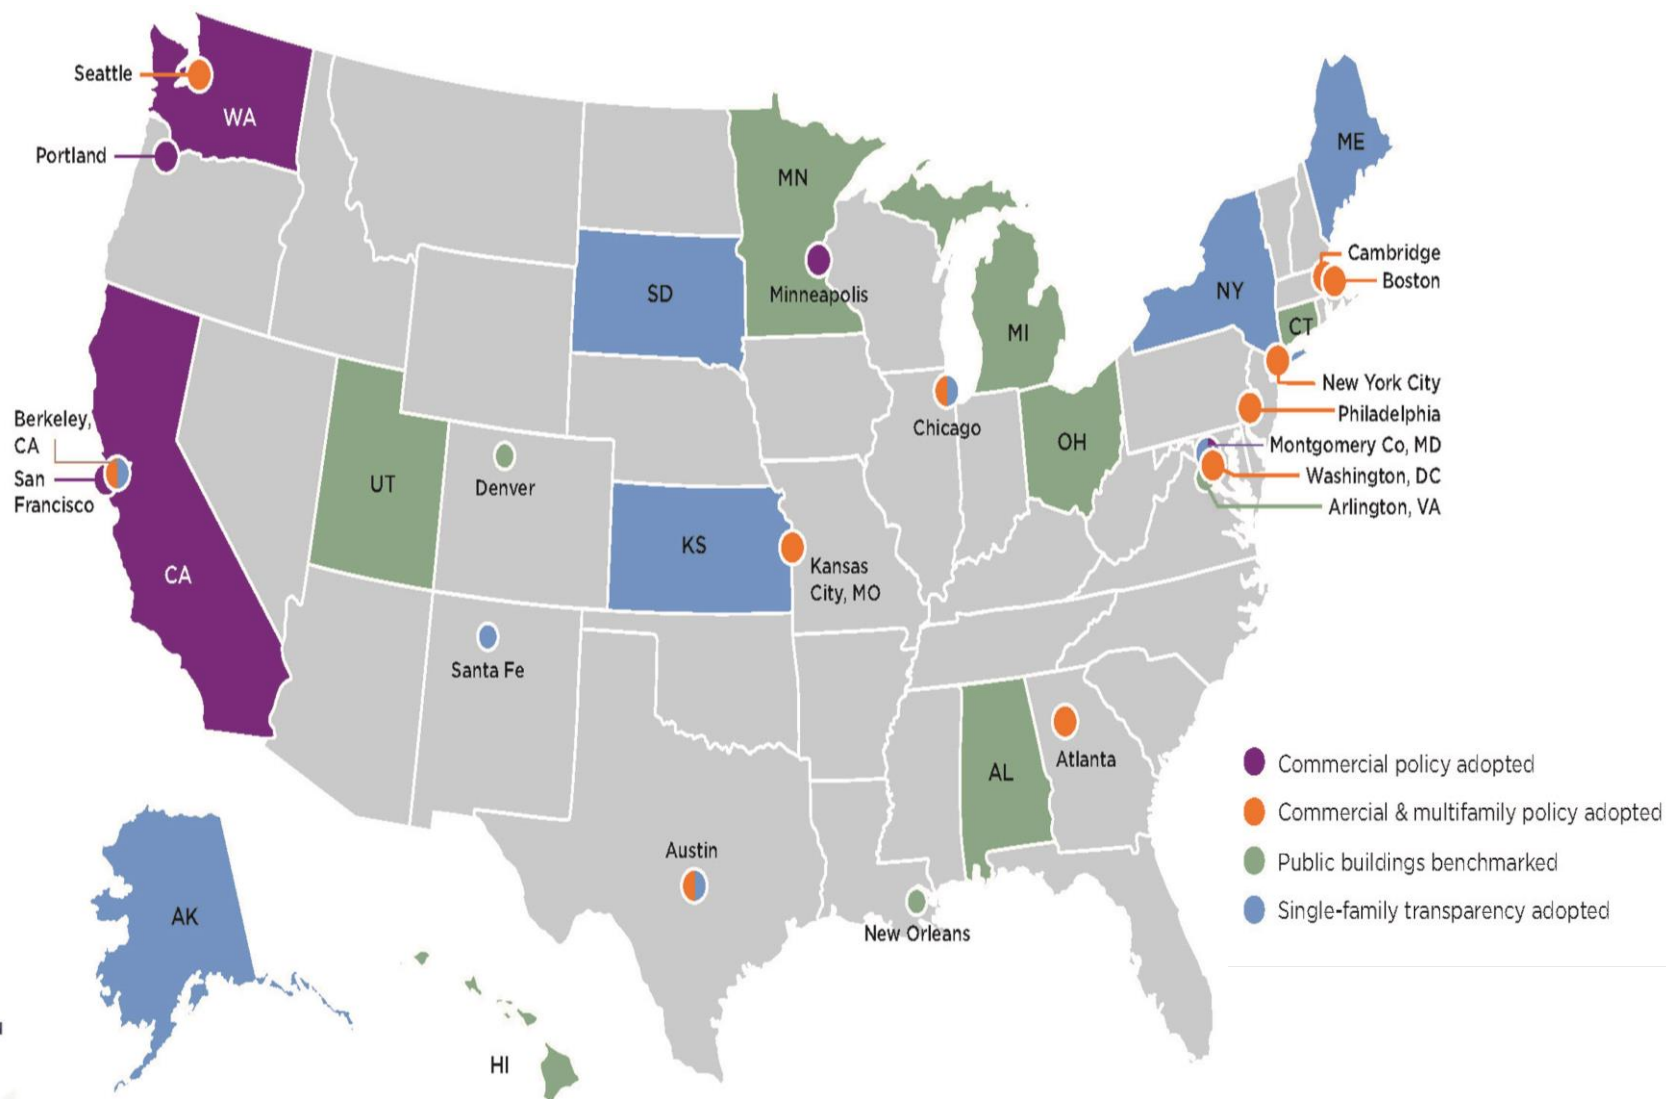 Seattle
WA
Portland
MN
ME
Cambridge
Boston
SD
Minneapolis
NY
MI
CT
New York City
Philadelphia
Berkeley,
CA
San
Francisco
Chicago
OH
Montgomery Co, MD
Washington, DC
Arlington, VA
UT
Denver
KS
Kansas
City, MO
CA
Santa Fe
AL
Atlanta
Commercial policy adopted
Commercial & multifamily policy adopted
Public buildings benchmarked
Single-family transparency adopted
Austin
AK
New Orleans
HI